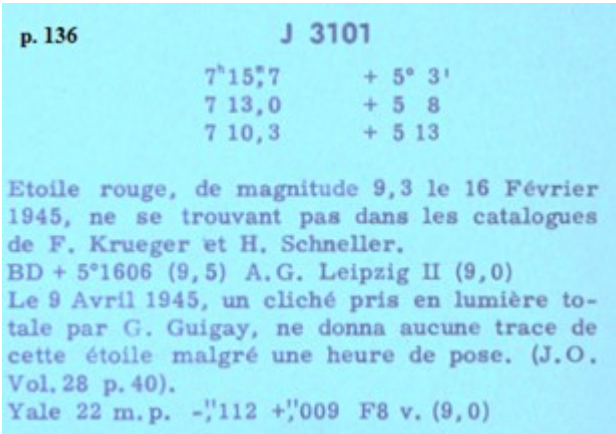 p. 136
J 3101
7ʰ15ᵐ,7 + 5° 3'
7 13,0 + 5 8
7 10,3 + 5 13
Etoile rouge, de magnitude 9,3 le 16 Février
1945, ne se trouvant pas dans les catalogues
de F. Krueger et H. Schneller.
BD + 5°1606 (9,5) A.G. Leipzig II (9,0)
Le 9 Avril 1945, un cliché pris en lumière to-
tale par G. Guigay, ne donna aucune trace de
cette étoile malgré une heure de pose. (J.O.
Vol. 28 p. 40).
Yale 22 m.p. -,"112 +,"009 F8 v. (9,0)